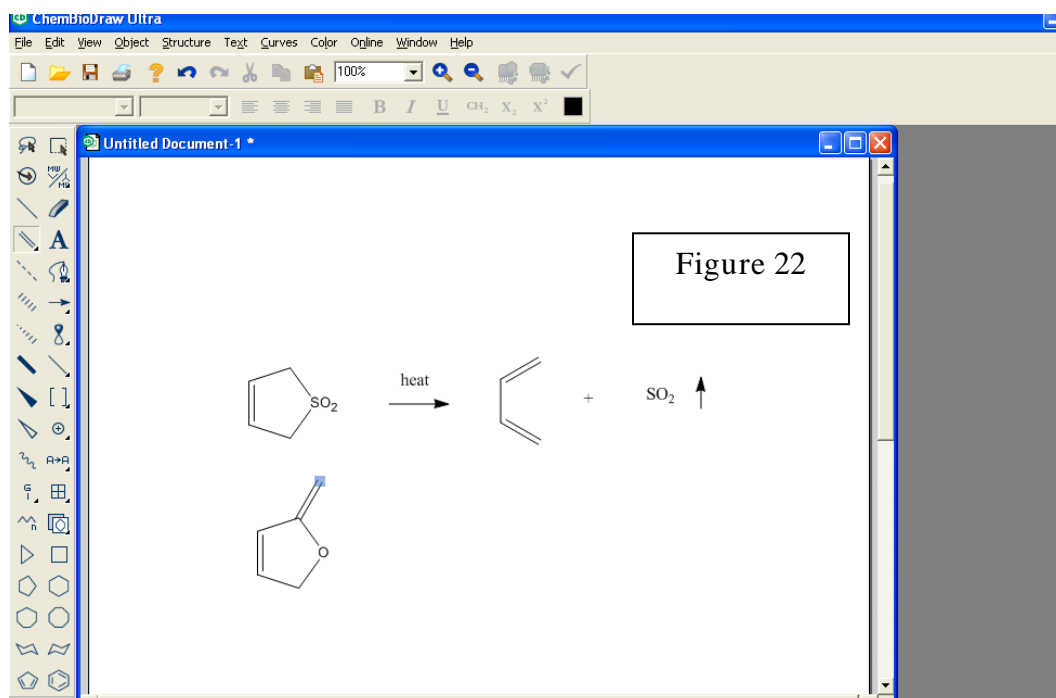 ChemBioDraw Ultra
File Edit View Object Structure Text Curves Color Online Window Help
100%
B I U CH₂ X₂ X²
Untitled Document-1 *
MW
A
Figure 22
heat
SO₂
+
SO₂
O